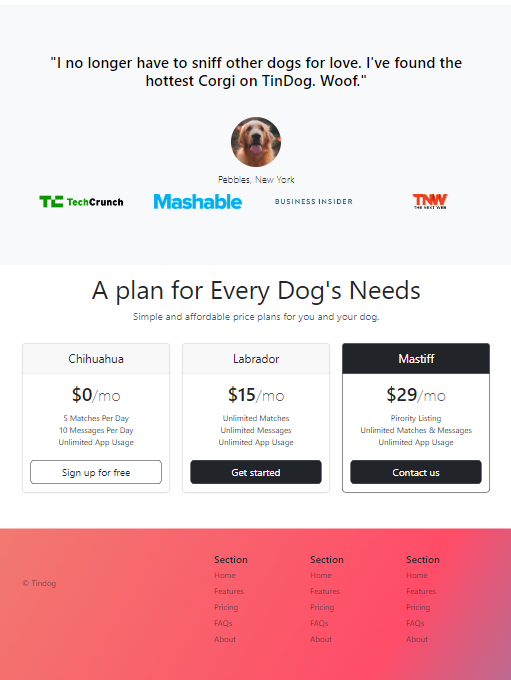 "I no longer have to sniff other dogs for love. I've found the
hottest Corgi on TinDog. Woof."
Pebbles, New York
TC TechCrunch
Mashable
BUSINESS INSIDER
TNW
THE NEXT WEB
A plan for Every Dog's Needs
Simple and affordable price plans for you and your dog.
Chihuahua
$0/mo
5 Matches Per Day
10 Messages Per Day
Unlimited App Usage
Sign up for free
Labrador
$15/mo
Unlimited Matches
Unlimited Messages
Unlimited App Usage
Get started
Mastiff
$29/mo
Pirority Listing
Unlimited Matches & Messages
Unlimited App Usage
Contact us
© Tindog
Section
Home
Features
Pricing
FAQs
About
Section
Home
Features
Pricing
FAQs
About
Section
Home
Features
Pricing
FAQs
About